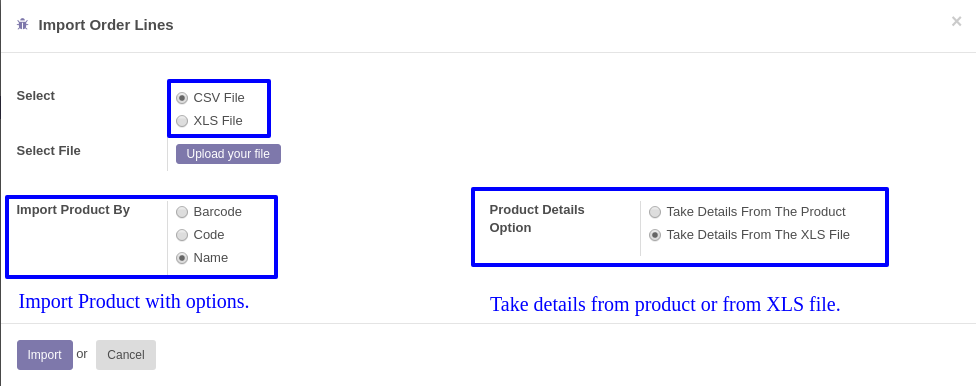 Import Order Lines ×
Select
CSV File
XLS File
Select File
Upload your file
Import Product By
Barcode
Code
Name
Product Details
Option
Take Details From The Product
Take Details From The XLS File
Import Product with options.
Take details from product or from XLS file.
Import or Cancel